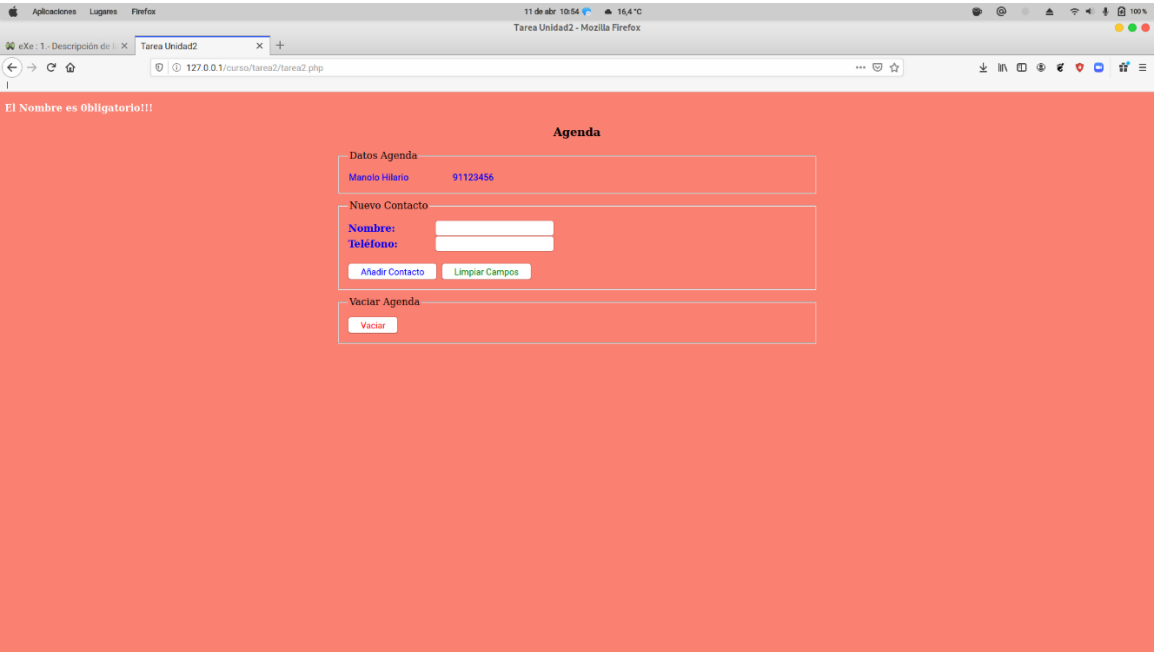 Aplicaciones Lugares Firefox 11 de abr 10:54 16,4 °C 100 %
Tarea Unidad2 - Mozilla Firefox
eXe : 1.- Descripción de l Tarea Unidad2
127.0.0.1/curso/tarea2/tarea2.php
El Nombre es Obligatorio!!!
Agenda
Datos Agenda
Manolo Hilario 91123456
Nuevo Contacto
Nombre:
Teléfono:
Añadir Contacto Limpiar Campos
Vaciar Agenda
Vaciar